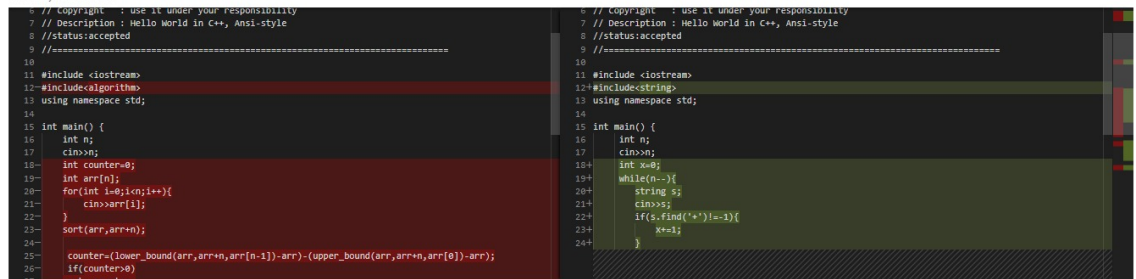 6 // Copyright   : use it under your responsibility
7 // Description : Hello World in C++, Ansi-style
8 //status:accepted
9 //============================================================================
10
11 #include <iostream>
12-#include<algorithm>
13 using namespace std;
14
15 int main() {
16     int n;
17     cin>>n;
18-    int counter=0;
19-    int arr[n];
20-    for(int i=0;i<n;i++){
21-        cin>>arr[i];
22-    }
23-    sort(arr,arr+n);
24-
25-     counter=(lower_bound(arr,arr+n,arr[n-1])-arr)-(upper_bound(arr,arr+n,arr[0])-arr);
26-     if(counter>0)
6 // Copyright   : use it under your responsibility
7 // Description : Hello World in C++, Ansi-style
8 //status:accepted
9 //============================================================================
10
11 #include <iostream>
12+#include<string>
13 using namespace std;
14
15 int main() {
16     int n;
17     cin>>n;
18+    int x=0;
19+    while(n--){
20+       string s;
21+       cin>>s;
22+       if(s.find('+')!=-1){
23+           x+=1;
24+       }